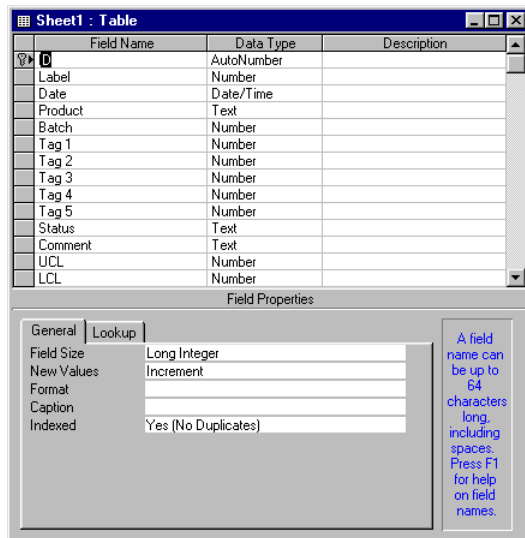 Sheet1 : Table
Field Name Data Type Description
ID AutoNumber
Label Number
Date Date/Time
Product Text
Batch Number
Tag 1 Number
Tag 2 Number
Tag 3 Number
Tag 4 Number
Tag 5 Number
Status Text
Comment Text
UCL Number
LCL Number
Field Properties
General Lookup
Field Size Long Integer
New Values Increment
Format
Caption
Indexed Yes (No Duplicates)
A field
name can
be up to
64
characters
long,
including
spaces.
Press F1
for help
on field
names.